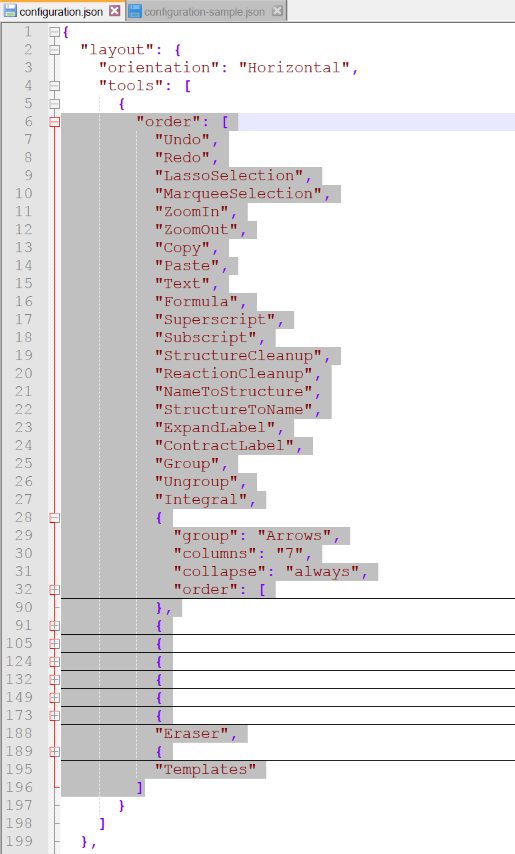 configuration.json configuration-sample.json
1 {
2 "layout": {
3 "orientation": "Horizontal",
4 "tools": [
5 {
6 "order": [
7 "Undo",
8 "Redo",
9 "LassoSelection",
10 "MarqueeSelection",
11 "ZoomIn",
12 "ZoomOut",
13 "Copy",
14 "Paste",
15 "Text",
16 "Formula",
17 "Superscript",
18 "Subscript",
19 "StructureCleanup",
20 "ReactionCleanup",
21 "NameToStructure",
22 "StructureToName",
23 "ExpandLabel",
24 "ContractLabel",
25 "Group",
26 "Ungroup",
27 "Integral",
28 {
29 "group": "Arrows",
30 "columns": "7",
31 "collapse": "always",
32 "order": [
90 },
91 {
105 {
124 {
132 {
149 {
173 {
188 "Eraser",
189 {
195 "Templates"
196 ]
197 }
198 ]
199 },